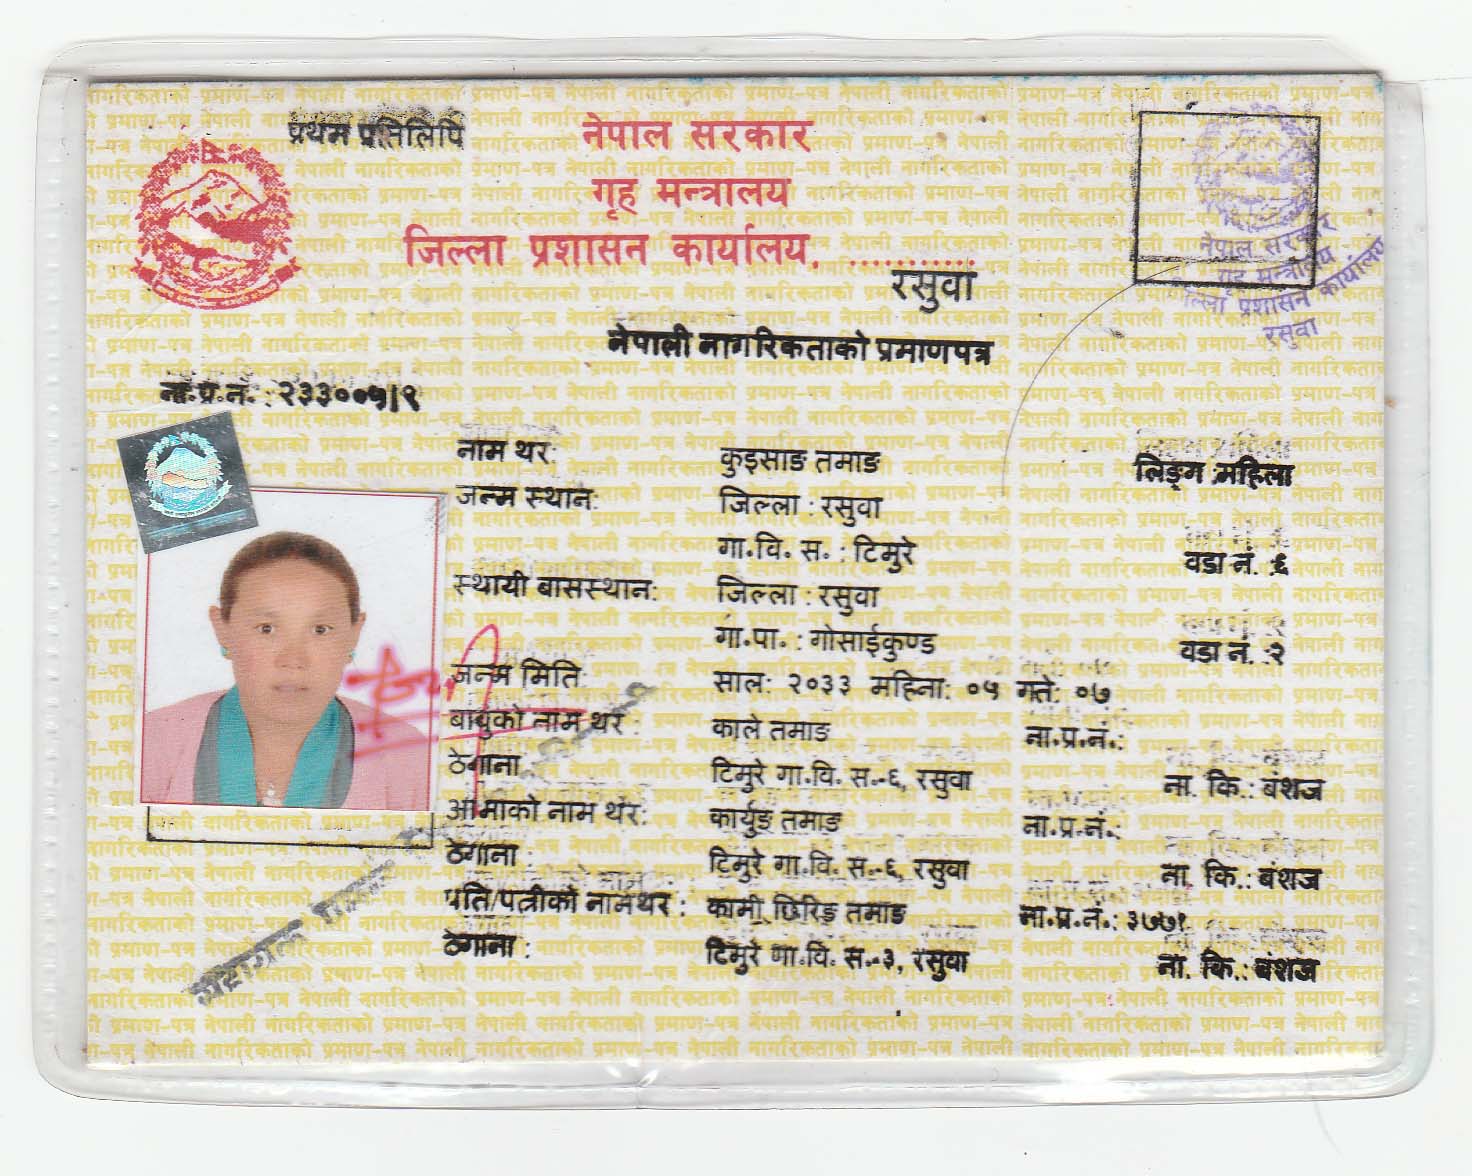 प्रथम प्रतिलिपि
नेपाल सरकार
गृह मन्त्रालय
जिल्ला प्रशासन कार्यालय, ...........
रसुवा
नेपाल सरकार
गृह मन्त्रालय
जिल्ला प्रशासन कार्यालय
रसुवा
नेपाली नागरिकताको प्रमाणपत्र
ना.प्र.नं. : २३३००५/९
नाम थर: कुइसाङ तमाङ लिङ्ग :महिला
जन्म स्थान: जिल्ला : रसुवा
गा.वि. स. : टिमुरे वडा नं. :६
स्थायी बासस्थान: जिल्ला : रसुवा
गा.पा. : गोसाईकुण्ड वडा नं. :२
जन्म मिति: साल: २०३३ महिना: ०५ गते: ०७
बाबुको नाम थर : काले तमाङ ना.प्र.नं.:
ठेगाना टिमुरे गा.वि. स.-६, रसुवा ना. कि.: बंशज
आमाको नाम थर: कार्युङ तमाङ ना.प्र.नं.:
ठेगाना : टिमुरे गा.वि. स.-६, रसुवा ना. कि.: बंशज
पति/पत्नीको नामथर : कामी छिरिङ तमाङ ना.प्र.नं.: ३७७१
ठेगाना : टिमुरे गा.वि. स.-३, रसुवा ना. कि.: बंशज